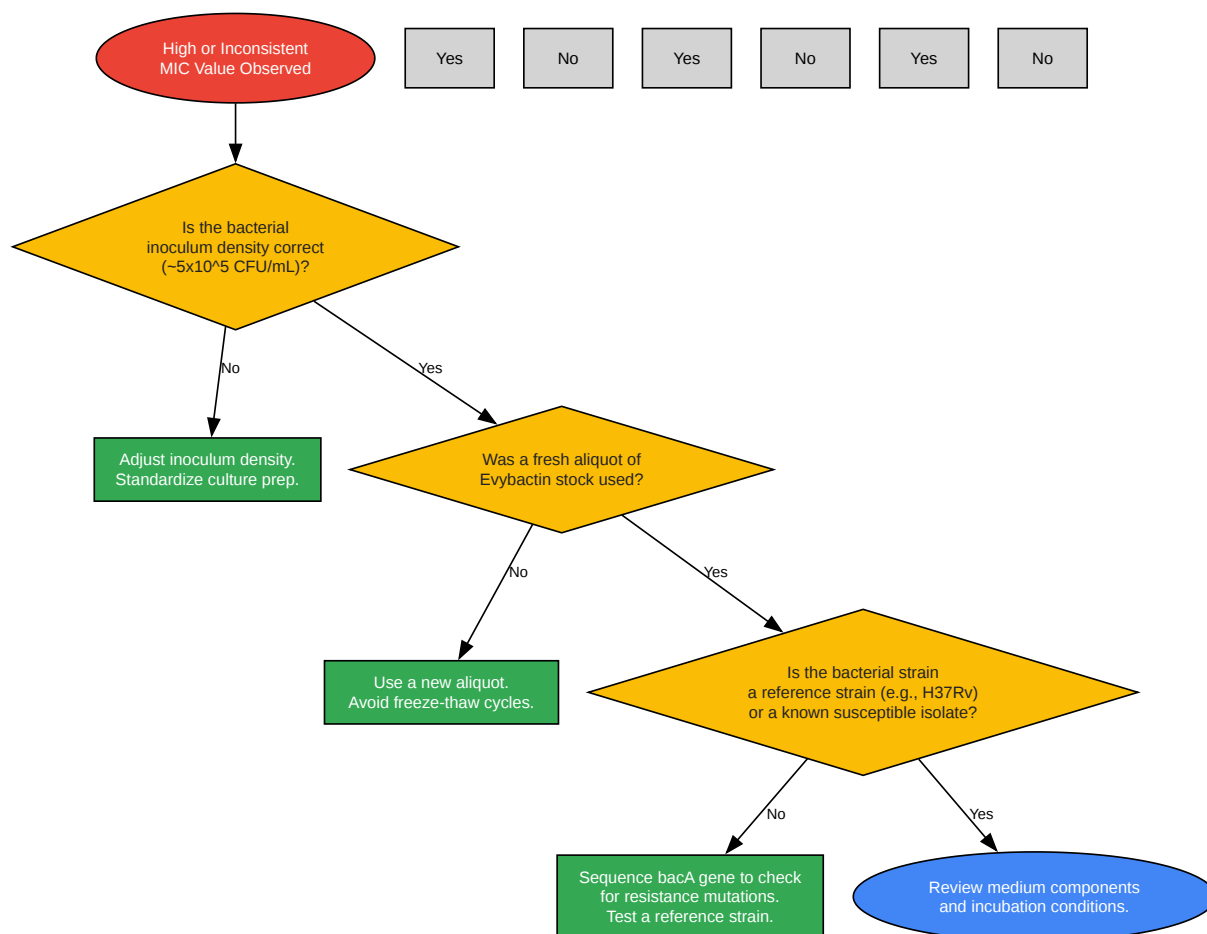 High or Inconsistent
MIC Value Observed
Yes
No
Yes
No
Yes
No
Is the bacterial
inoculum density correct
(~5x10^5 CFU/mL)?
No
Yes
Adjust inoculum density.
Standardize culture prep.
Was a fresh aliquot of
Evybactin stock used?
No
Yes
Use a new aliquot.
Avoid freeze-thaw cycles.
Is the bacterial strain
a reference strain (e.g., H37Rv)
or a known susceptible isolate?
No
Yes
Sequence bacA gene to check
for resistance mutations.
Test a reference strain.
Review medium components
and incubation conditions.